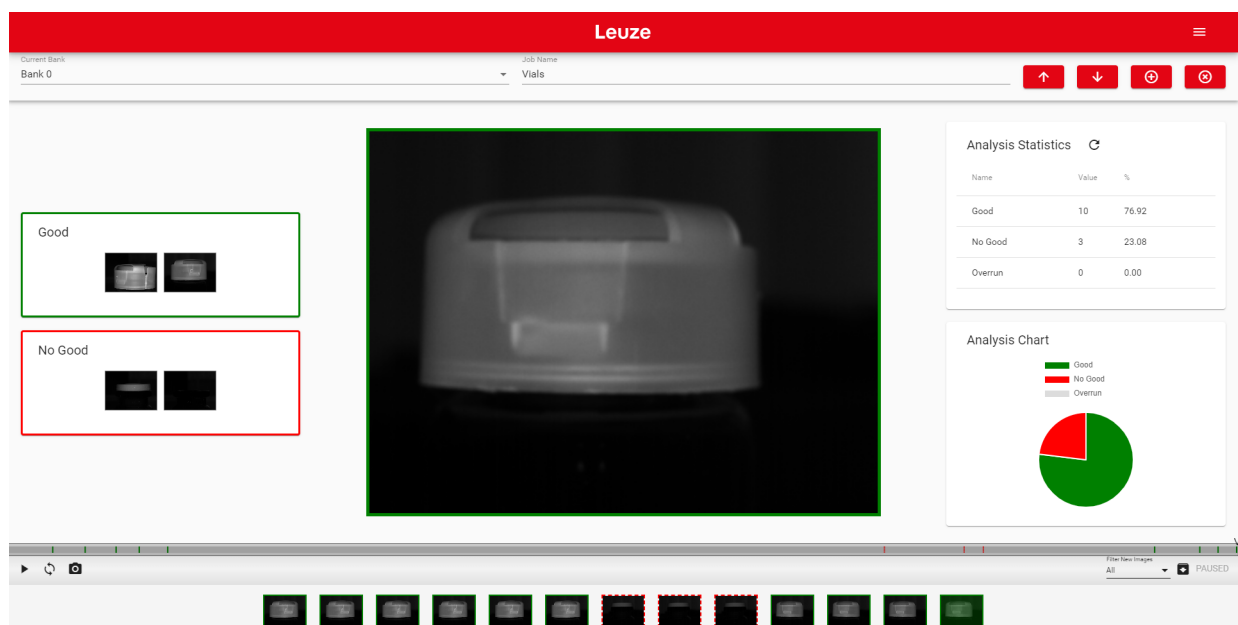 Leuze
Current Bank
Bank 0
Job Name
Vials
Good
No Good
Analysis Statistics
Name Value %
Good 10 76.92
No Good 3 23.08
Overrun 0 0.00
Analysis Chart
Good
No Good
Overrun
Filter New Images
All
PAUSED